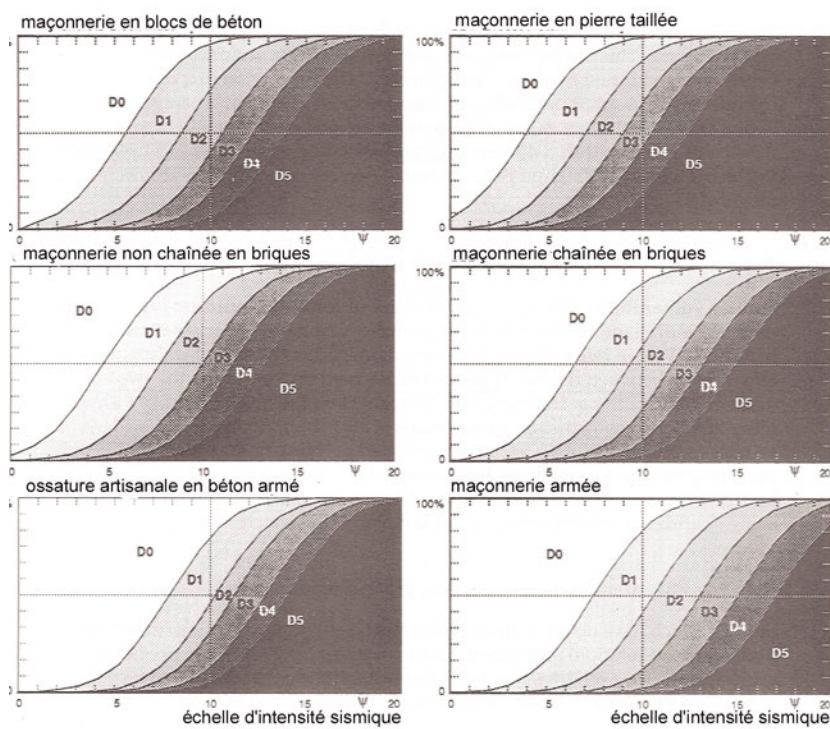 maçonnerie en blocs de béton
%
D0
D1
D2
D3
D4
D5
0 5 10 15 ψ 20
maçonnerie en pierre taillée
100%
D0
D1
D2
D3
D4
D5
0 5 10 15 ψ 20
maçonnerie non chaînée en briques
D0
D1
D2
D3
D4
D5
0 5 10 15 ψ 20
maçonnerie chaînée en briques
100%
D0
D1
D2
D3
D4
D5
0 5 10 15 ψ 20
ossature artisanale en béton armé
%
D0
D1
D2
D3
D4
D5
0 5 10 15 ψ 20
échelle d'intensité sismique
maçonnerie armée
100%
D0
D1
D2
D3
D4
D5
0 5 10 15 ψ 20
échelle d'intensité sismique